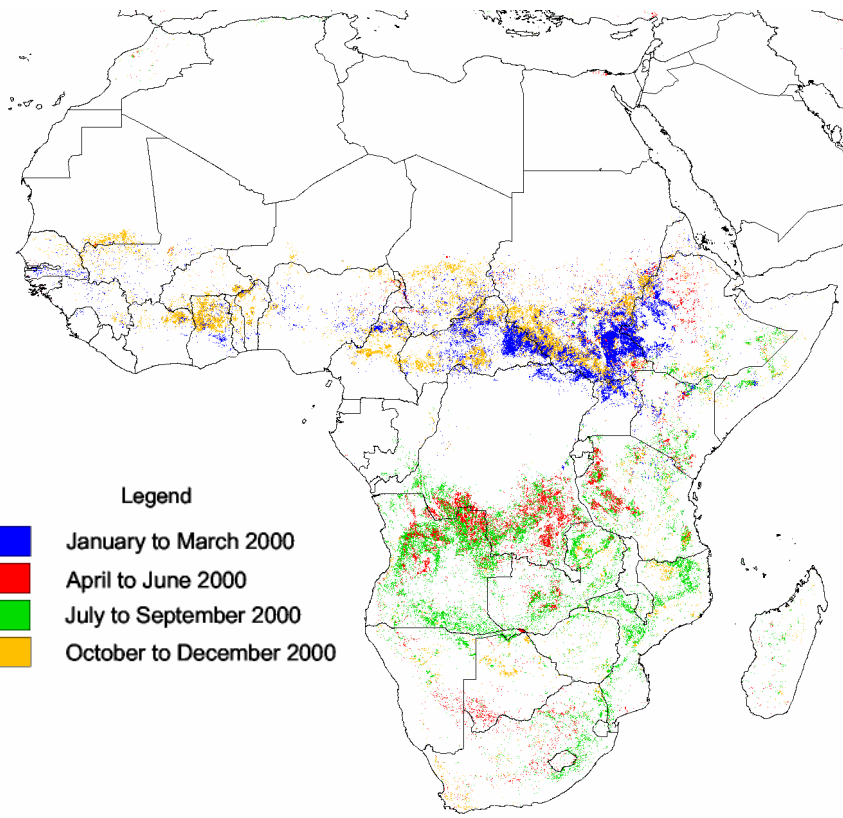 Legend
January to March 2000
April to June 2000
July to September 2000
October to December 2000